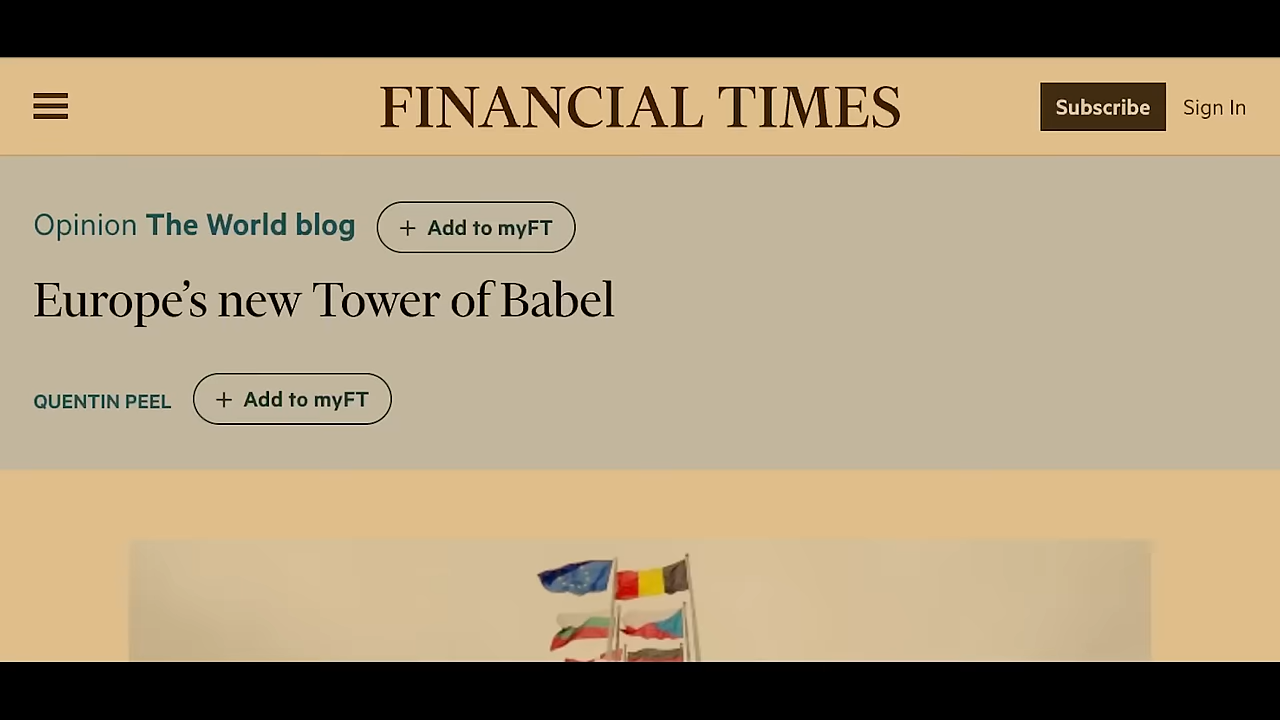 FINANCIAL TIMES
Subscribe
Sign In
Opinion The World blog
+ Add to myFT
Europe’s new Tower of Babel
QUENTIN PEEL
+ Add to myFT